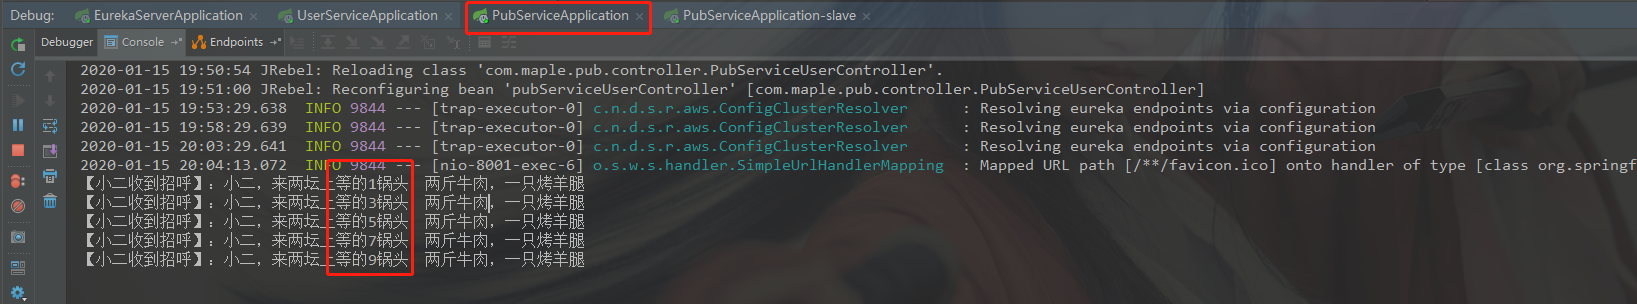 Debug: EurekaServerApplication × UserServiceApplication × PubServiceApplication × PubServiceApplication-slave ×
Debugger Console Endpoints
2020-01-15 19:50:54 JRebel: Reloading class 'com.maple.pub.controller.PubServiceUserController'.
2020-01-15 19:51:00 JRebel: Reconfiguring bean 'pubServiceUserController' [com.maple.pub.controller.PubServiceUserController]
2020-01-15 19:53:29.638 INFO 9844 --- [trap-executor-0] c.n.d.s.r.aws.ConfigClusterResolver : Resolving eureka endpoints via configuration
2020-01-15 19:58:29.639 INFO 9844 --- [trap-executor-0] c.n.d.s.r.aws.ConfigClusterResolver : Resolving eureka endpoints via configuration
2020-01-15 20:03:29.641 INFO 9844 --- [trap-executor-0] c.n.d.s.r.aws.ConfigClusterResolver : Resolving eureka endpoints via configuration
2020-01-15 20:04:13.072 INFO 9844 --- [nio-8001-exec-6] o.s.w.s.handler.SimpleUrlHandlerMapping : Mapped URL path [/**/favicon.ico] onto handler of type [class org.springf
【小二收到招呼】：小二，来两坛上等的1锅头 两斤牛肉，一只烤羊腿
【小二收到招呼】：小二，来两坛上等的3锅头 两斤牛肉，一只烤羊腿
【小二收到招呼】：小二，来两坛上等的5锅头 两斤牛肉，一只烤羊腿
【小二收到招呼】：小二，来两坛上等的7锅头 两斤牛肉，一只烤羊腿
【小二收到招呼】：小二，来两坛上等的9锅头 两斤牛肉，一只烤羊腿